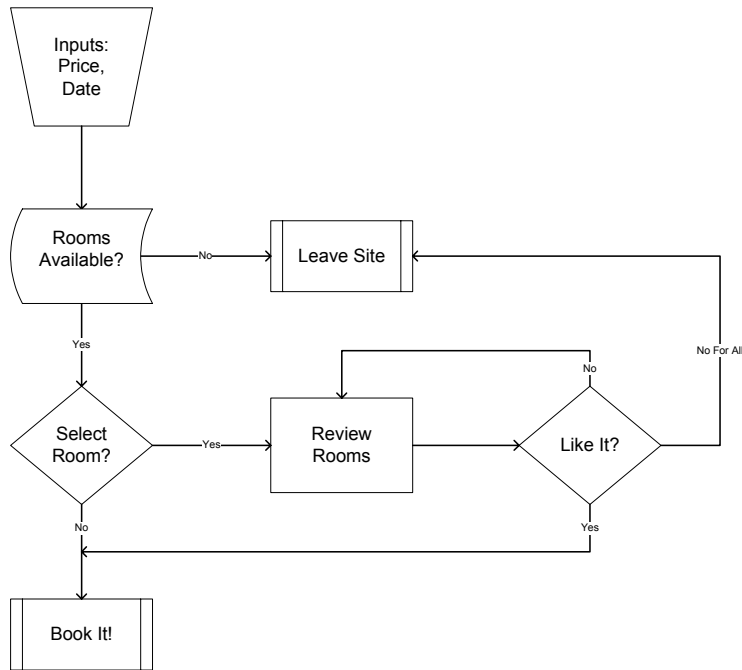 Inputs:
Price,
Date
Rooms
Available?
No
Leave Site
Yes
No For All
No
Select
Room?
Yes
Review
Rooms
Like It?
No
Yes
Book It!